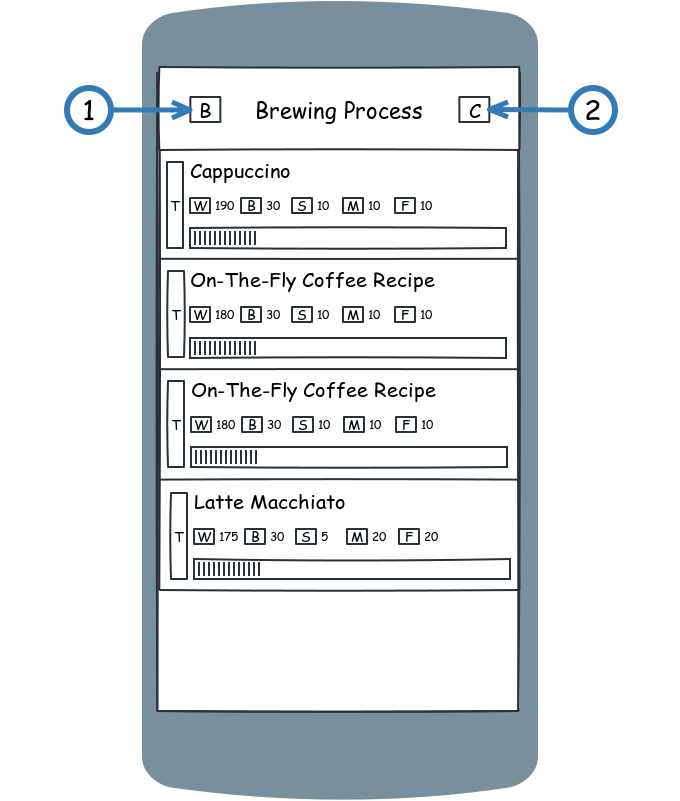 1 B Brewing Process C 2
Cappuccino
T W 190 B 30 S 10 M 10 F 10
On-The-Fly Coffee Recipe
T W 180 B 30 S 10 M 10 F 10
On-The-Fly Coffee Recipe
T W 180 B 30 S 10 M 10 F 10
Latte Macchiato
T W 175 B 30 S 5 M 20 F 20